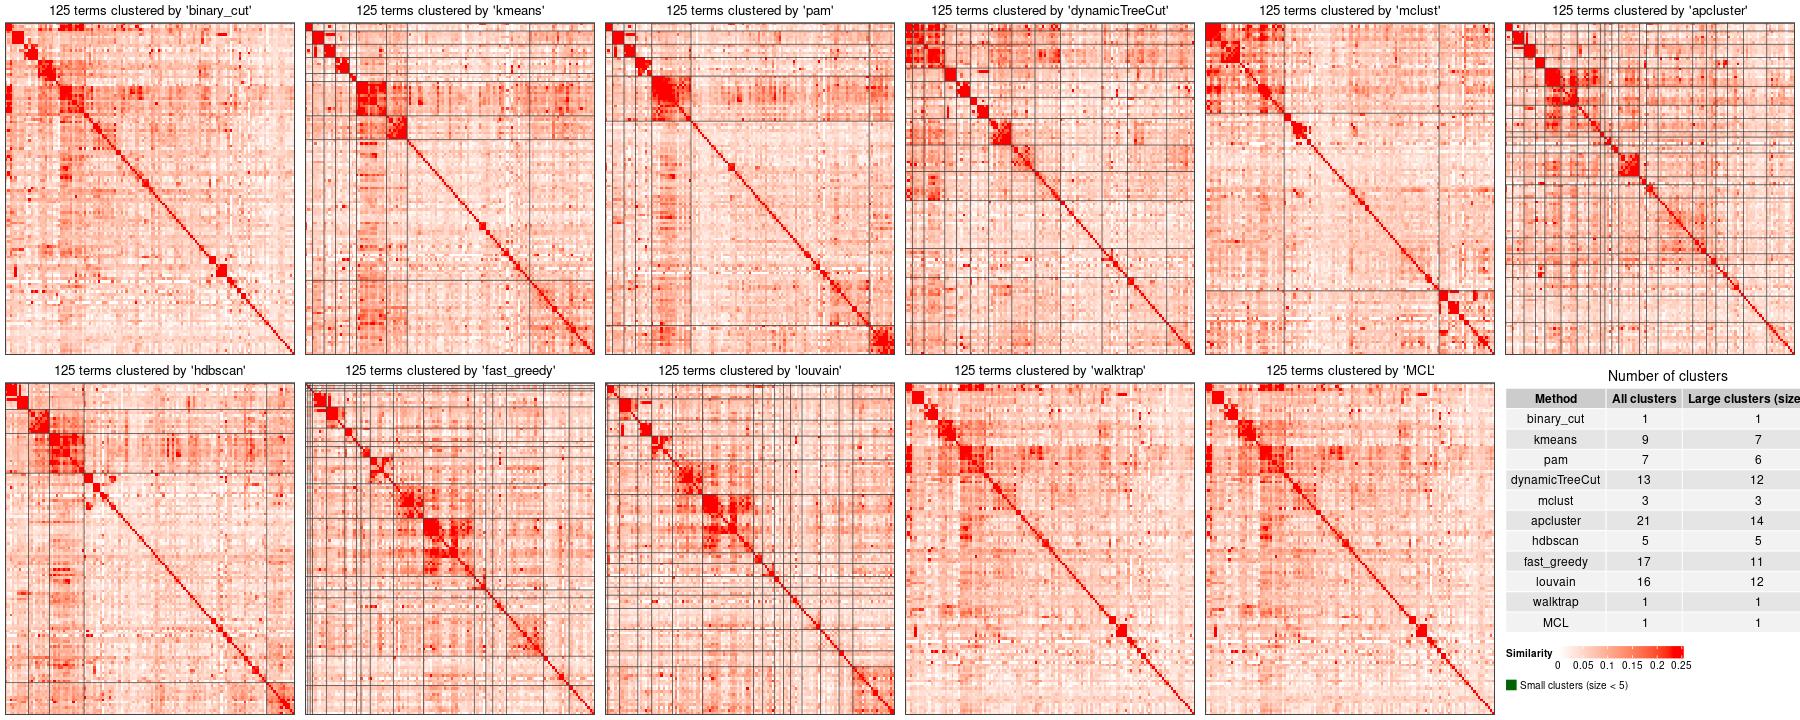 125 terms clustered by 'binary_cut'
125 terms clustered by 'kmeans'
125 terms clustered by 'pam'
125 terms clustered by 'dynamicTreeCut'
125 terms clustered by 'mclust'
125 terms clustered by 'apcluster'
125 terms clustered by 'hdbscan'
125 terms clustered by 'fast_greedy'
125 terms clustered by 'louvain'
125 terms clustered by 'walktrap'
125 terms clustered by 'MCL'
Number of clusters
Method All clusters Large clusters (size
binary_cut 1 1
kmeans 9 7
pam 7 6
dynamicTreeCut 13 12
mclust 3 3
apcluster 21 14
hdbscan 5 5
fast_greedy 17 11
louvain 16 12
walktrap 1 1
MCL 1 1
Similarity
0 0.05 0.1 0.15 0.2 0.25
Small clusters (size < 5)